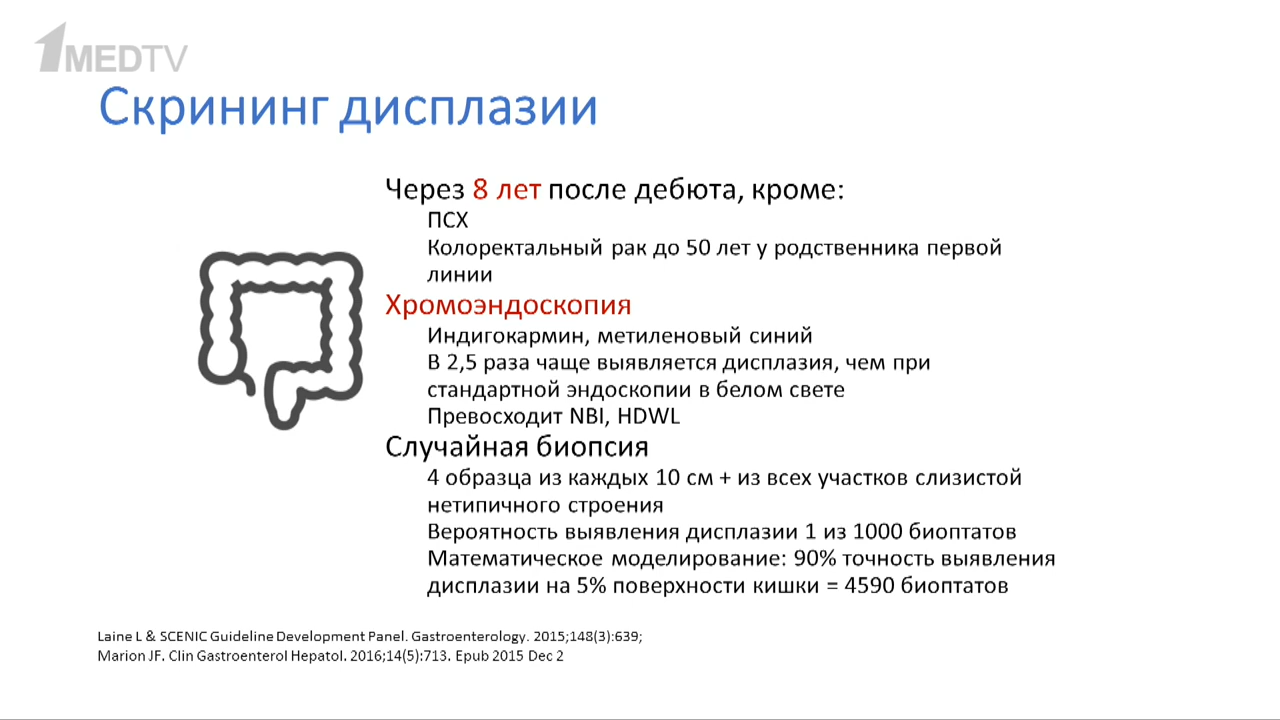 1MEDTV
Скрининг дисплазии
Через 8 лет после дебюта, кроме:
ПСХ
Колоректальный рак до 50 лет у родственника первой
линии
Хромоэндоскопия
Индигокармин, метиленовый синий
В 2,5 раза чаще выявляется дисплазия, чем при
стандартной эндоскопии в белом свете
Превосходит NBI, HDWL
Случайная биопсия
4 образца из каждых 10 см + из всех участков слизистой
нетипичного строения
Вероятность выявления дисплазии 1 из 1000 биоптатов
Математическое моделирование: 90% точность выявления
дисплазии на 5% поверхности кишки = 4590 биоптатов
Laine L & SCENIC Guideline Development Panel. Gastroenterology. 2015;148(3):639;
Marion JF. Clin Gastroenterol Hepatol. 2016;14(5):713. Epub 2015 Dec 2